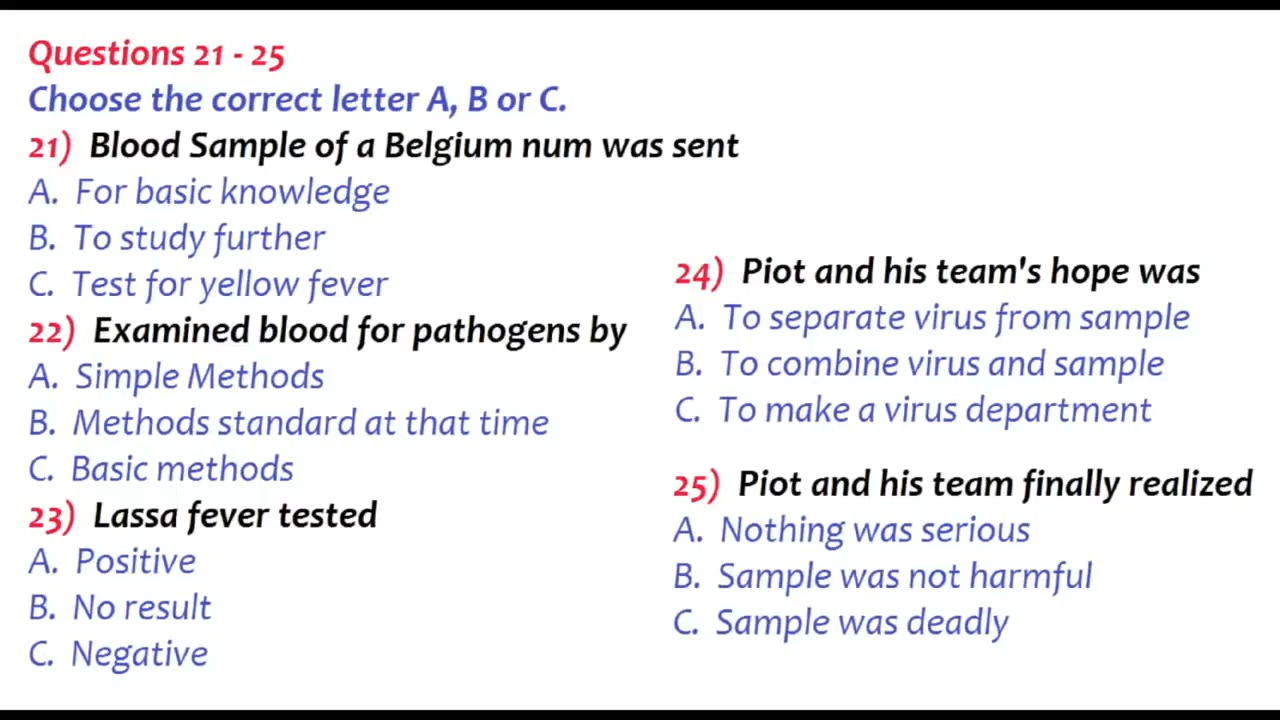 Questions 21 - 25
Choose the correct letter A, B or C.
21) Blood Sample of a Belgium num was sent
A. For basic knowledge
B. To study further
C. Test for yellow fever
22) Examined blood for pathogens by
A. Simple Methods
B. Methods standard at that time
C. Basic methods
23) Lassa fever tested
A. Positive
B. No result
C. Negative
24) Piot and his team's hope was
A. To separate virus from sample
B. To combine virus and sample
C. To make a virus department
25) Piot and his team finally realized
A. Nothing was serious
B. Sample was not harmful
C. Sample was deadly